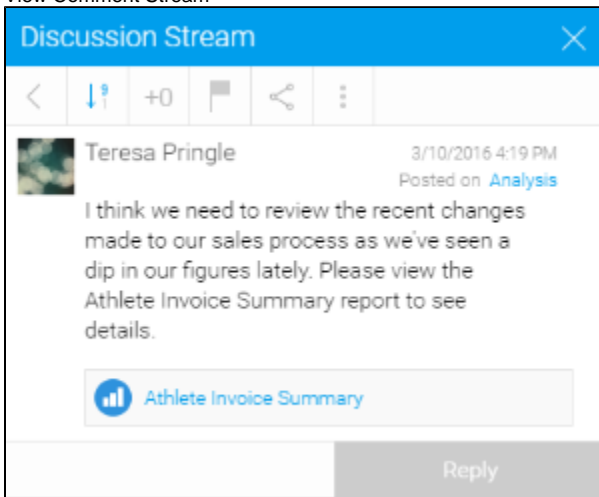 View Comment Stream
Discussion Stream
+0
Teresa Pringle
3/10/2016 4:19 PM
Posted on Analysis
I think we need to review the recent changes
made to our sales process as we've seen a
dip in our figures lately. Please view the
Athlete Invoice Summary report to see
details.
Athlete Invoice Summary
Reply